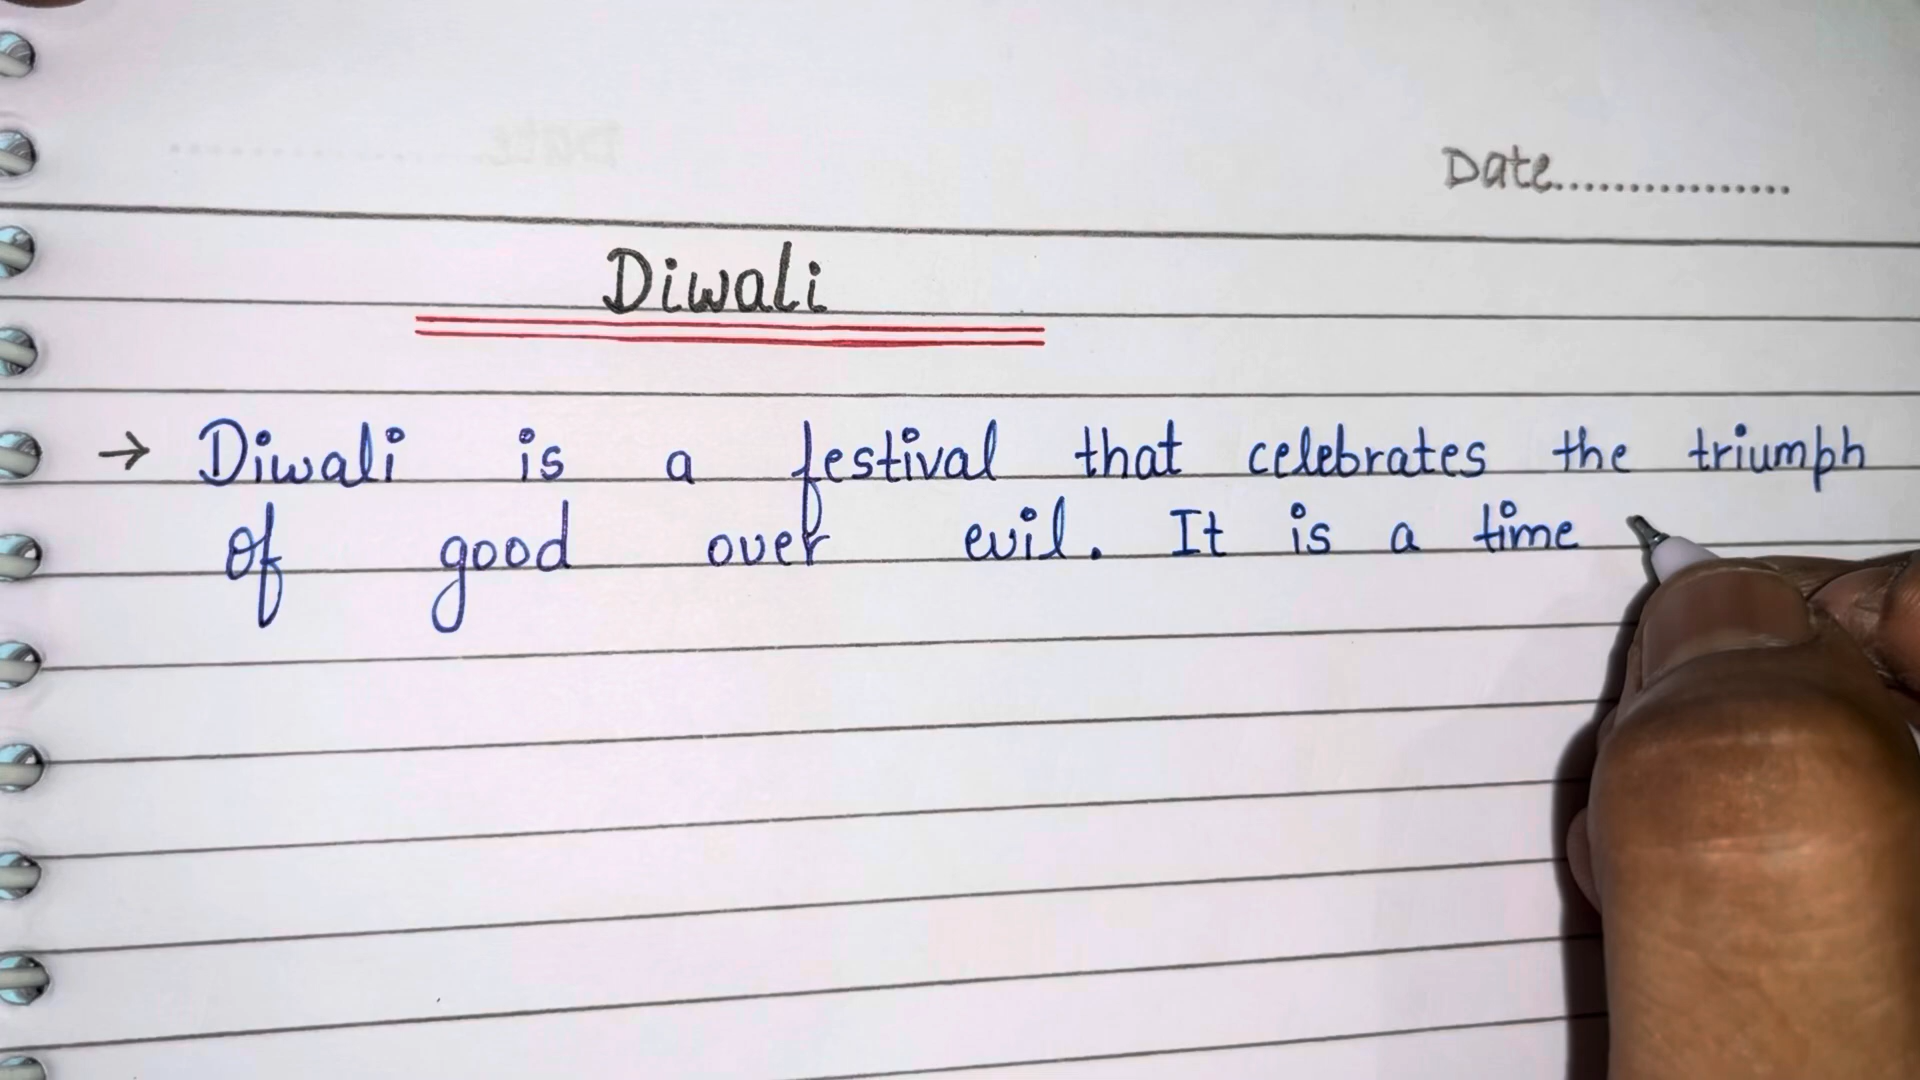 Date................
Diwali
→ Diwali is a festival that celebrates the triumph
of good over evil. It is a time